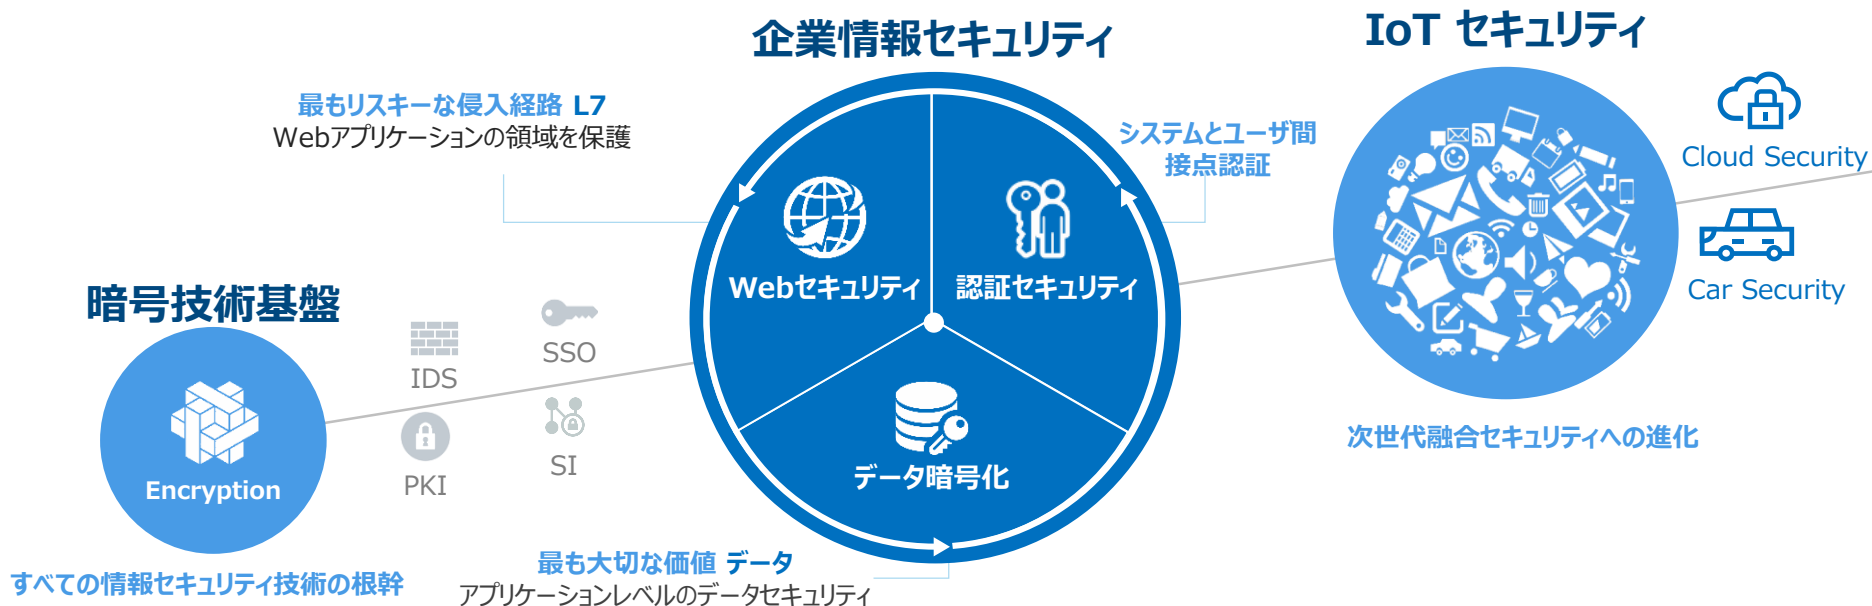 暗号技術基盤
Encryption
すべての情報セキュリティ技術の根幹
IDS
SSO
PKI
SI
企業情報セキュリティ
最もリスキーな侵入経路 L7
Webアプリケーションの領域を保護
システムとユーザ間
接点認証
Webセキュリティ
認証セキュリティ
データ暗号化
最も大切な価値 データ
アプリケーションレベルのデータセキュリティ
IoT セキュリティ
次世代融合セキュリティへの進化
Cloud Security
Car Security